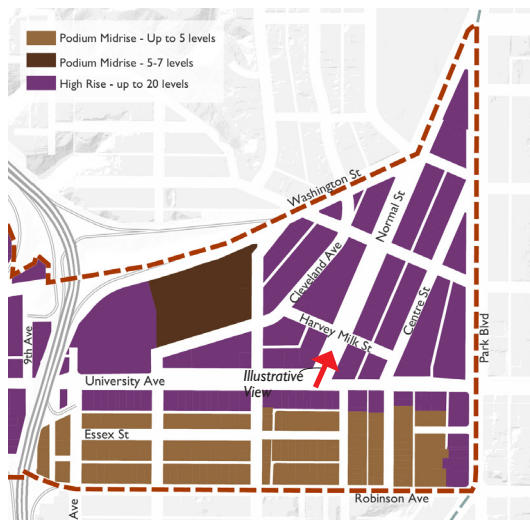 Podium Midrise - Up to 5 levels
Podium Midrise - 5-7 levels
High Rise - up to 20 levels
Washington St
Normal St
Cleveland Ave
Centre St
Harvey Milk St
Park Blvd
9th Ave
Illustrative
View
University Ave
Essex St
Robinson Ave
Ave